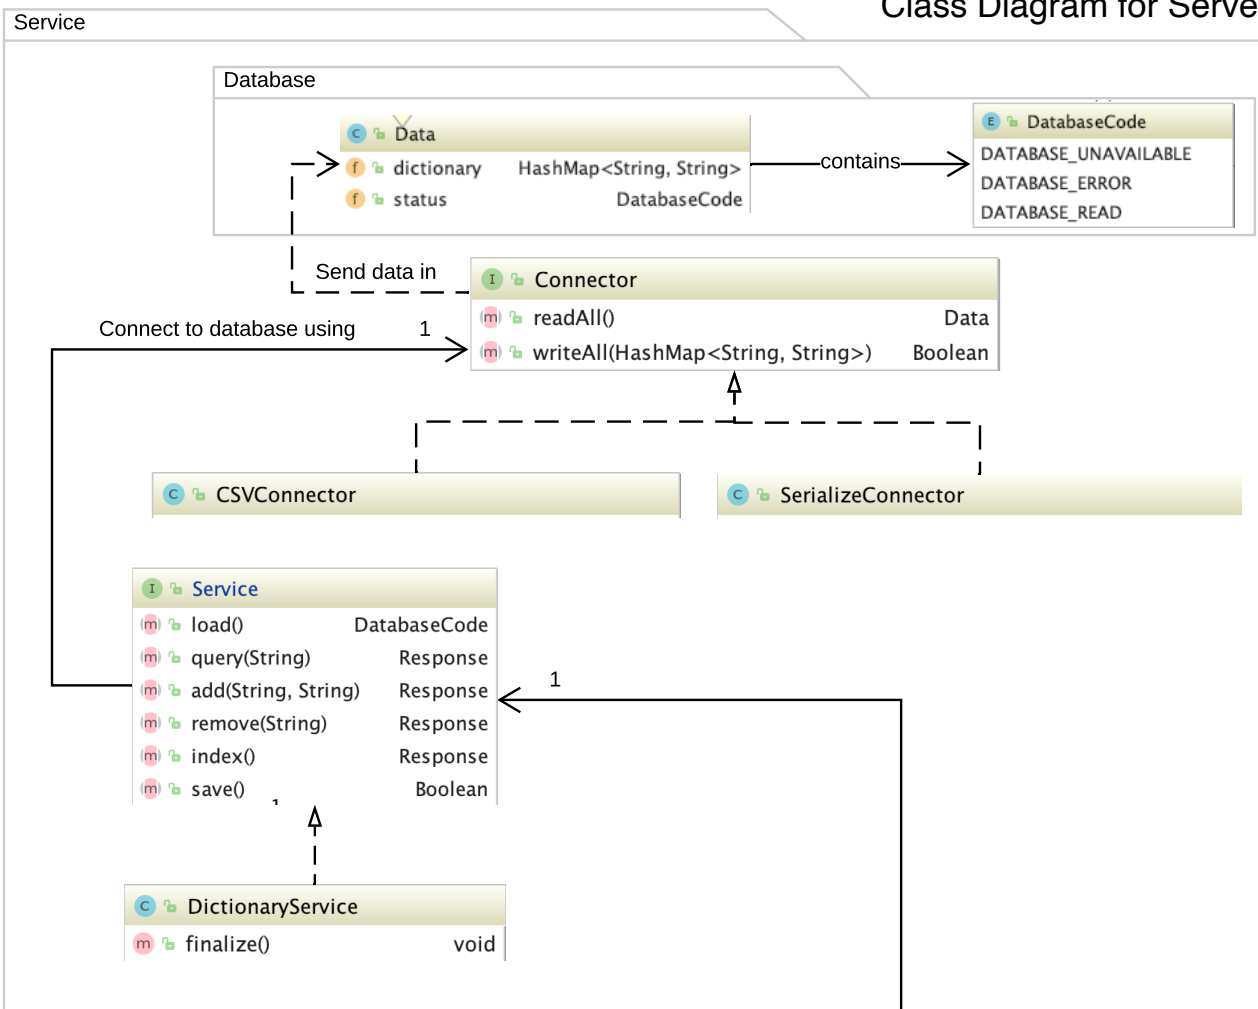 Class Diagram for Serve
Service
Database
C Data
f dictionary HashMap<String, String>
f status DatabaseCode
contains
E DatabaseCode
DATABASE_UNAVAILABLE
DATABASE_ERROR
DATABASE_READ
Send data in
I Connector
m readAll() Data
m writeAll(HashMap<String, String>) Boolean
Connect to database using 1
C CSVConnector
C SerializeConnector
I Service
m load() DatabaseCode
m query(String) Response
m add(String, String) Response
m remove(String) Response
m index() Response
m save() Boolean
1
1
C DictionaryService
m finalize() void